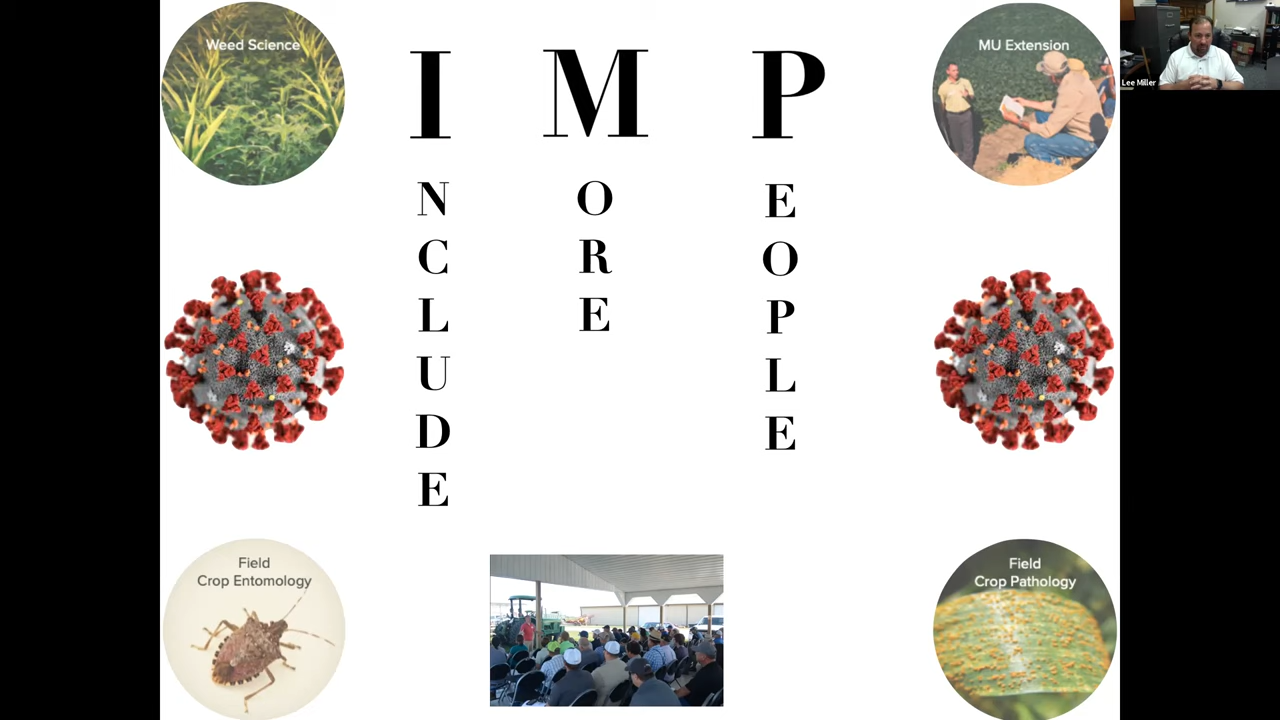 Weed Science
I M P
MU Extension
Lee Miller
N
C
L
U
D
E
O
R
E
E
O
P
L
E
Field
Crop Entomology
Field
Crop Pathology